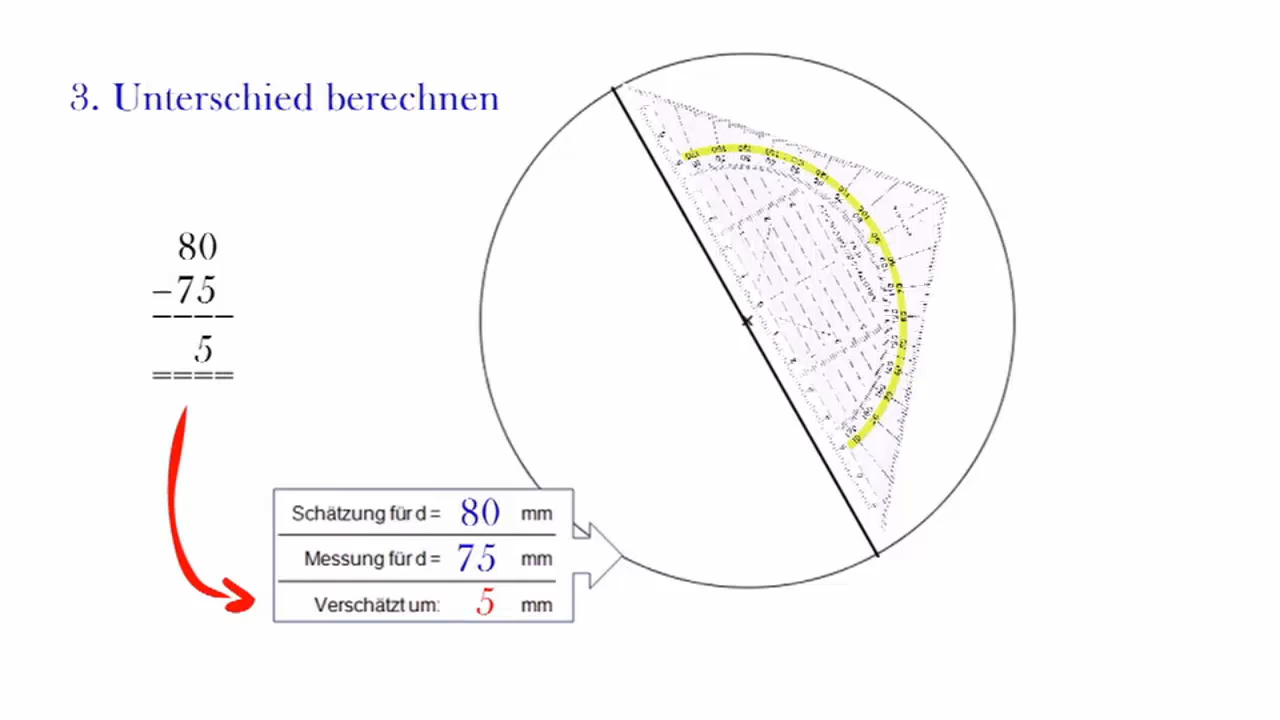 3. Unterschied berechnen
80
−75
5
Schätzung für d = 80 mm
Messung für d = 75 mm
Verschätzt um: 5 mm